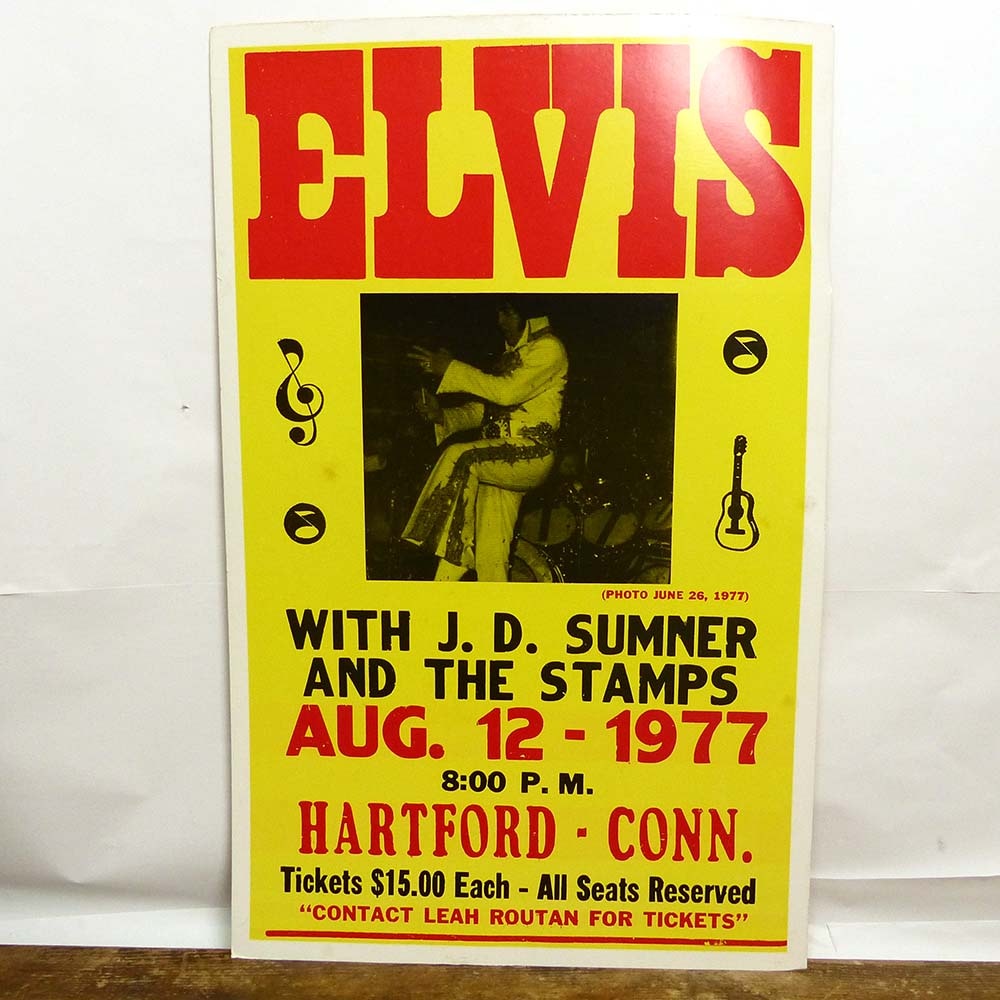 ELVIS
(PHOTO JUNE 26, 1977)
WITH J. D. SUMNER
AND THE STAMPS
AUG. 12 - 1977
8:00 P. M.
HARTFORD - CONN.
Tickets $15.00 Each - All Seats Reserved
"CONTACT LEAH ROUTAN FOR TICKETS"